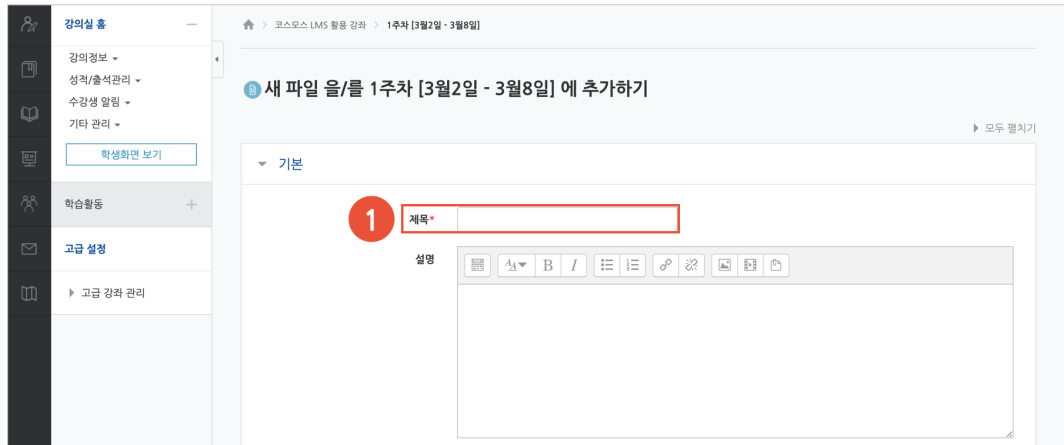 강의실 홈
강의정보
성적/출석관리
수강생 알림
기타 관리
학생화면 보기
학습활동
고급 설정
고급 강좌 관리
코스모스 LMS 활용 강좌 > 1주차 [3월2일 - 3월8일]
새 파일 을/를 1주차 [3월2일 - 3월8일] 에 추가하기
모두 펼치기
기본
1 제목*
설명
B I